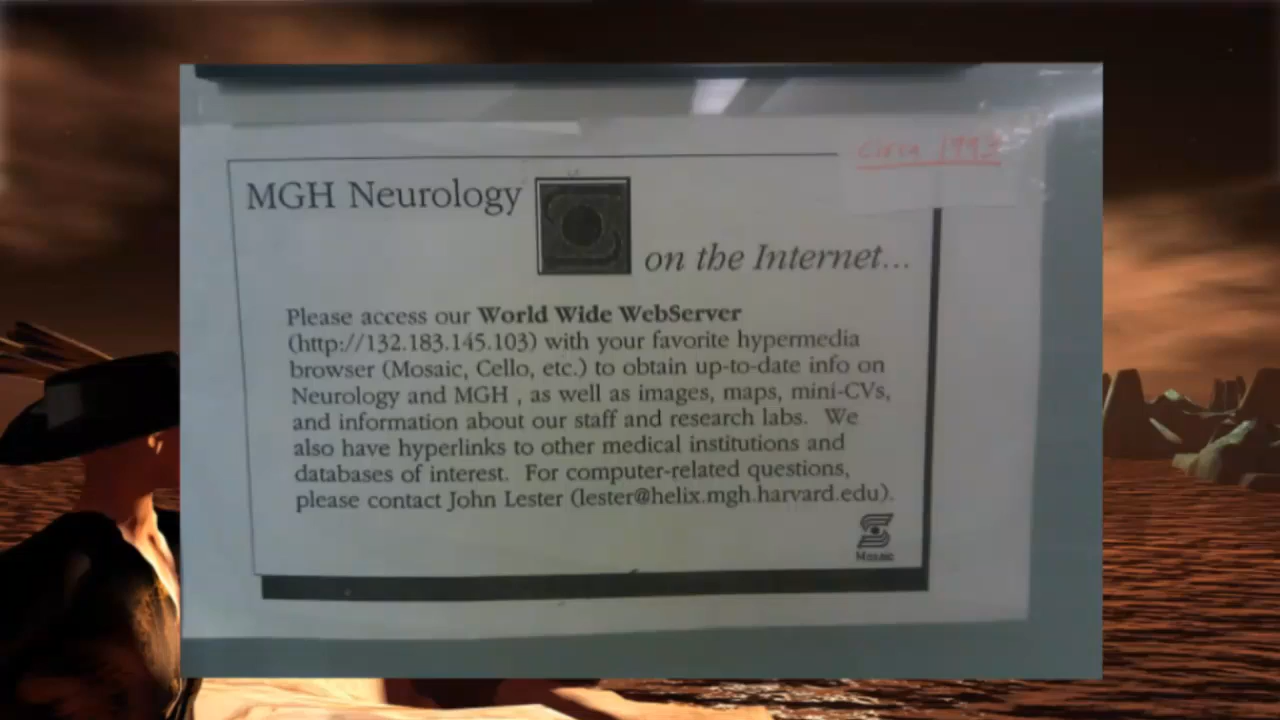 circa 1993
MGH Neurology
on the Internet...
Please access our World Wide WebServer
(http://132.183.145.103) with your favorite hypermedia
browser (Mosaic, Cello, etc.) to obtain up-to-date info on
Neurology and MGH , as well as images, maps, mini-CVs,
and information about our staff and research labs. We
also have hyperlinks to other medical institutions and
databases of interest. For computer-related questions,
please contact John Lester (lester@helix.mgh.harvard.edu).
Mosaic